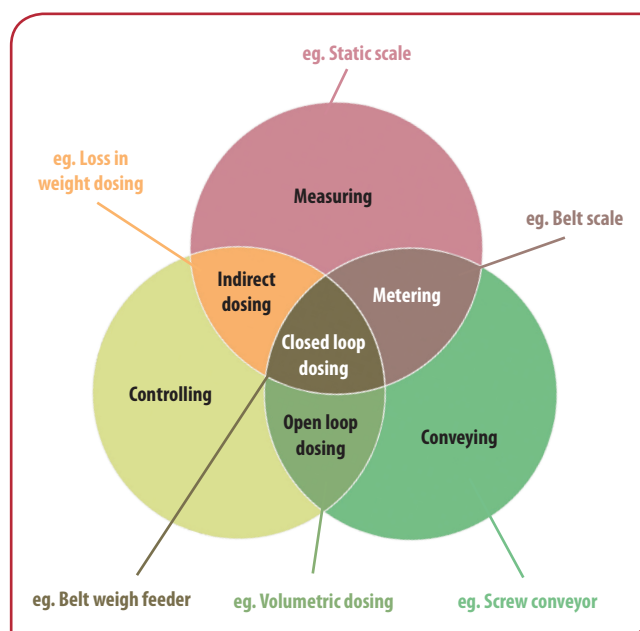 eg. Static scale
eg. Loss in
weight dosing
Measuring
eg. Belt scale
Indirect
dosing
Metering
Closed loop
dosing
Controlling
Open loop
dosing
Conveying
eg. Belt weigh feeder
eg. Volumetric dosing
eg. Screw conveyor